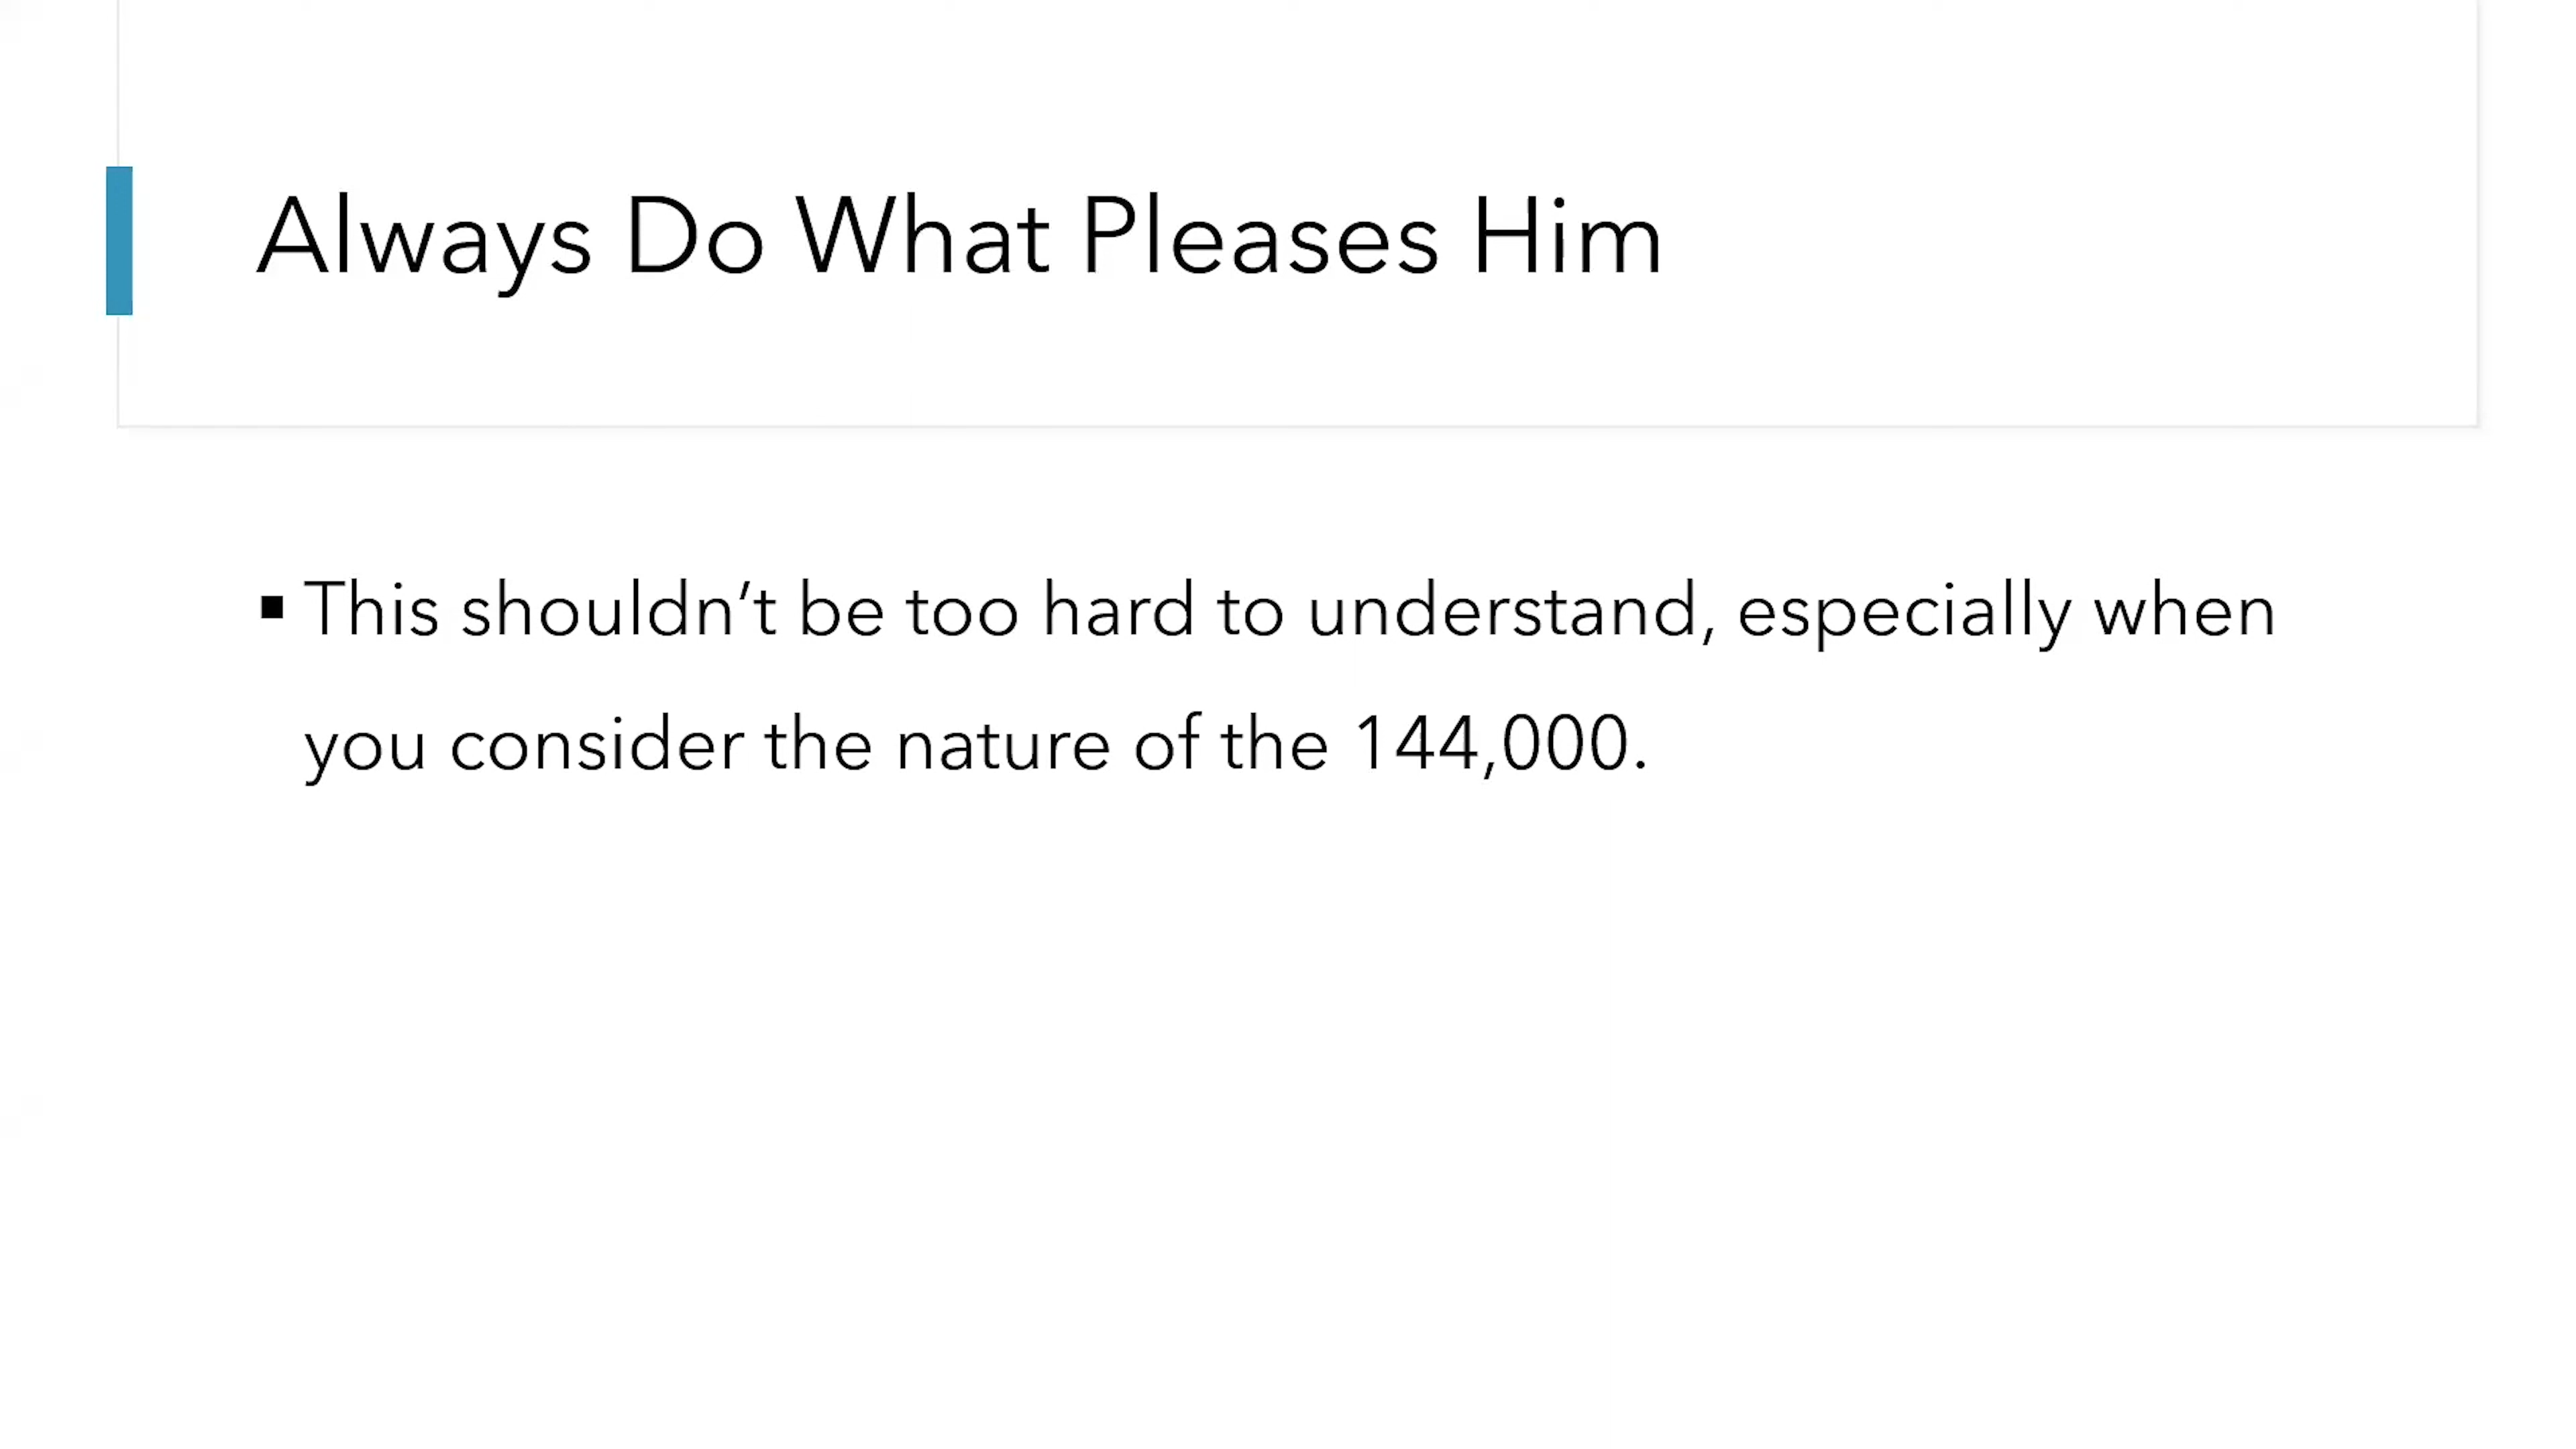 Always Do What Pleases Him
▪ This shouldn’t be too hard to understand, especially when
you consider the nature of the 144,000.